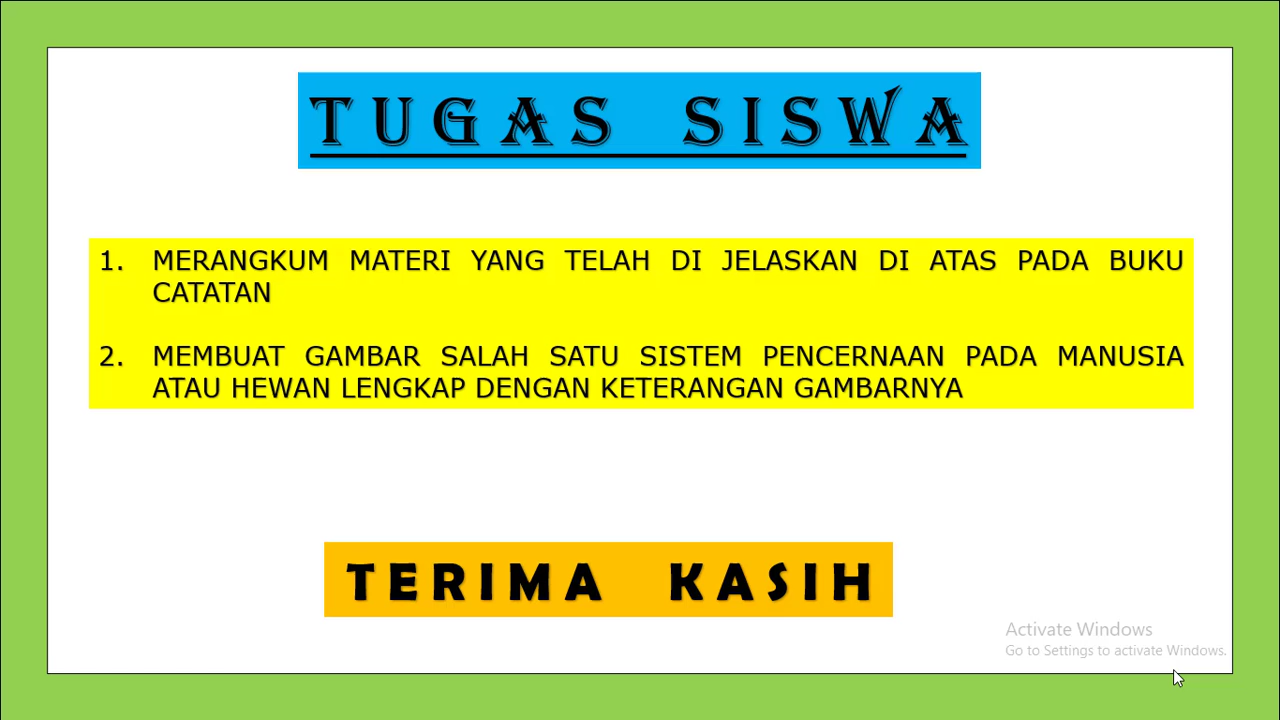 TUGAS SISWA
1. MERANGKUM MATERI YANG TELAH DI JELASKAN DI ATAS PADA BUKU
CATATAN
2. MEMBUAT GAMBAR SALAH SATU SISTEM PENCERNAAN PADA MANUSIA
ATAU HEWAN LENGKAP DENGAN KETERANGAN GAMBARNYA
TERIMA KASIH
Activate Windows
Go to Settings to activate Windows.